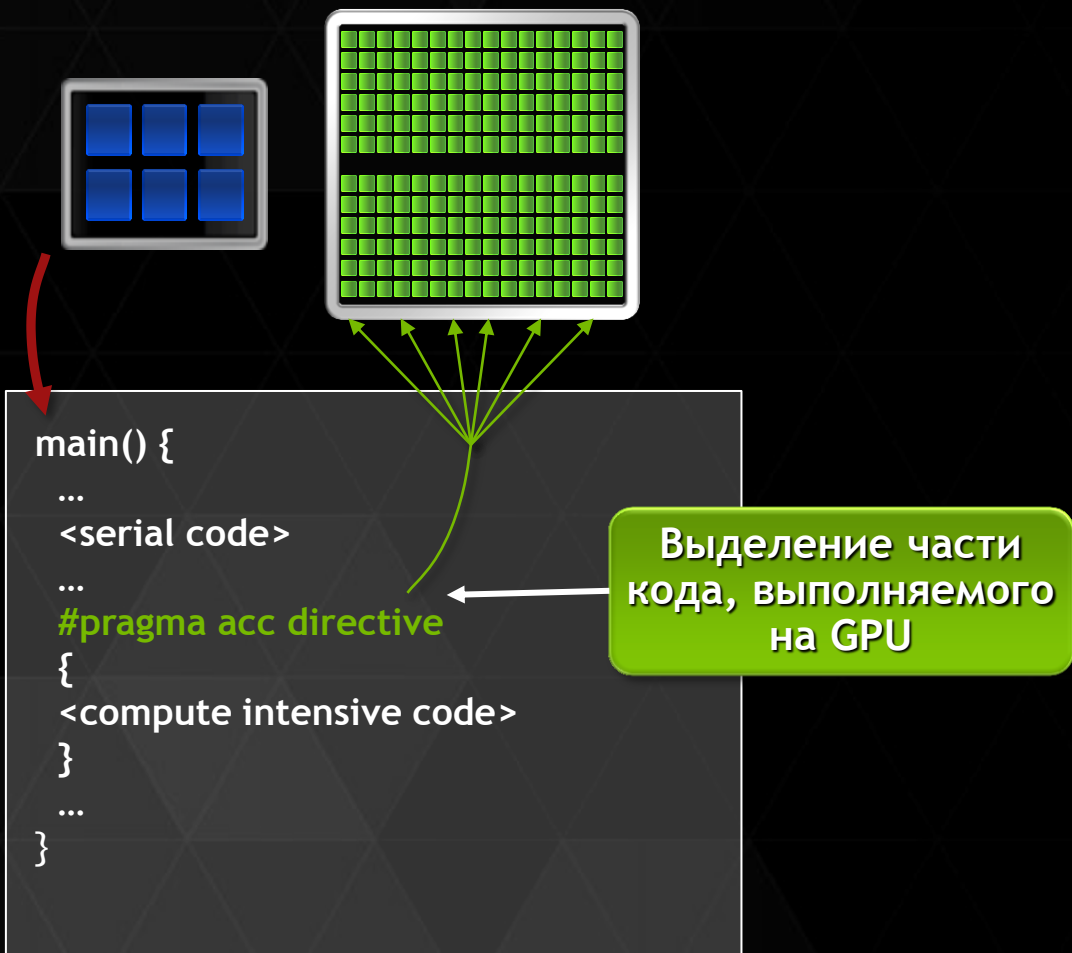 main() {
…
<serial code>
…
#pragma acc directive
{
<compute intensive code>
}
…
}
Выделение части
кода, выполняемого
на GPU